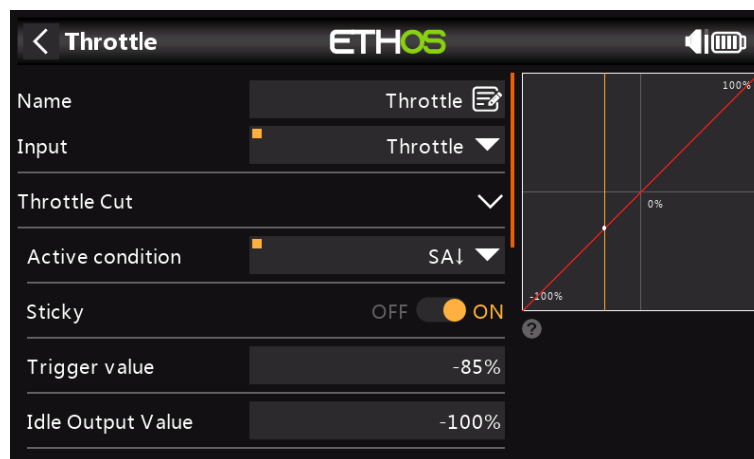 Throttle ETHOS
Name Throttle
Input Throttle
Throttle Cut
Active condition SA↓
Sticky OFF ON
Trigger value -85%
Idle Output Value -100%
100%
0%
-100%
?